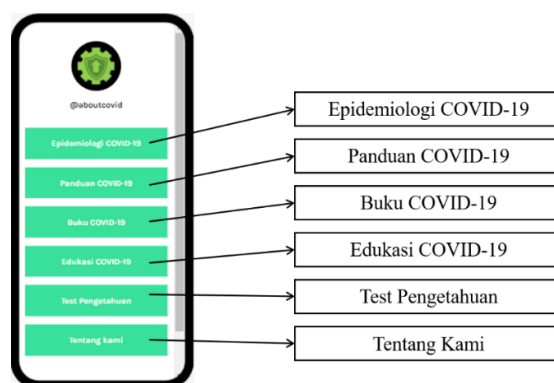 @aboutcovid
Epidemiologi COVID-19
Panduan COVID-19
Buku COVID-19
Edukasi COVID-19
Test Pengetahuan
Tentang kami
Epidemiologi COVID-19
Panduan COVID-19
Buku COVID-19
Edukasi COVID-19
Test Pengetahuan
Tentang Kami